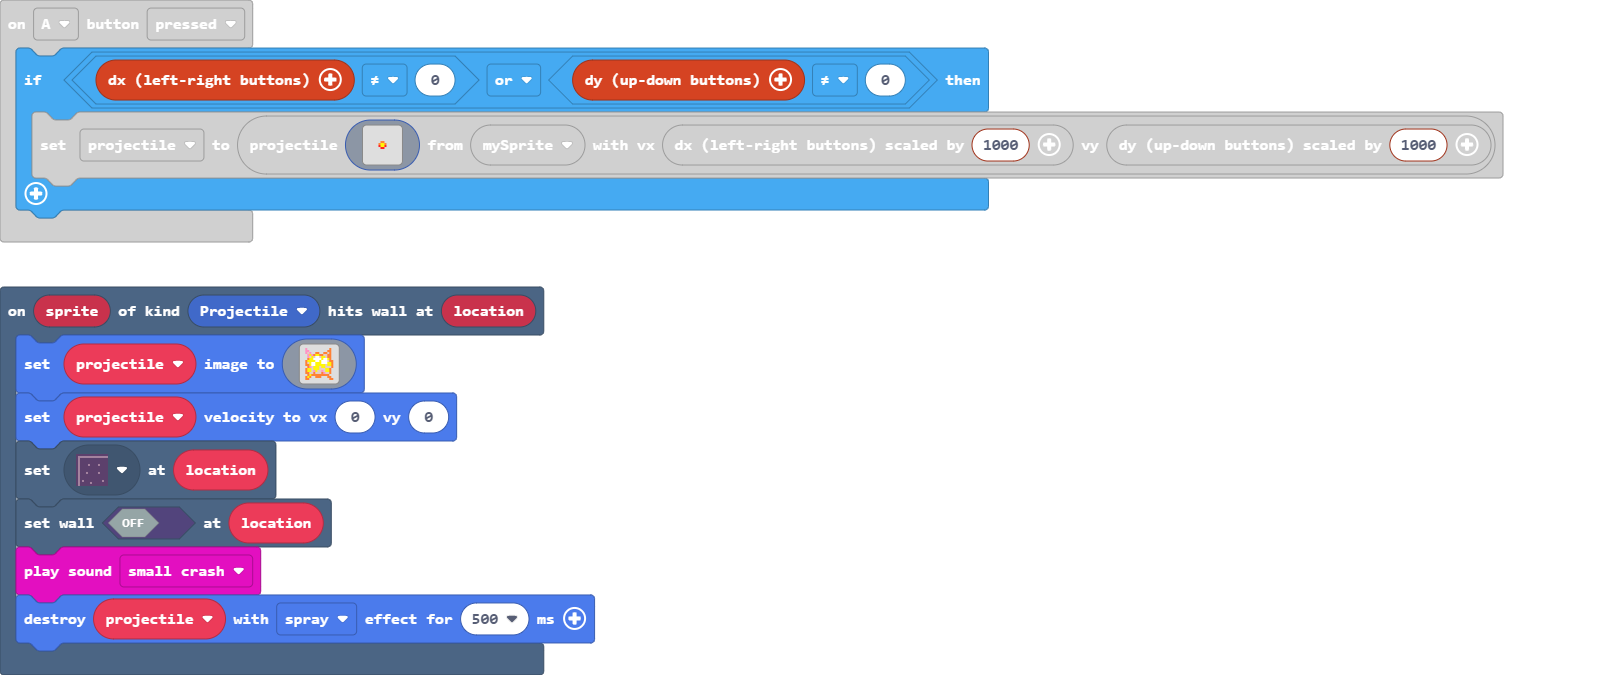 on A button pressed
if dx (left-right buttons) ≠ 0 or dy (up-down buttons) ≠ 0 then
set projectile to projectile from mySprite with vx dx (left-right buttons) scaled by 1000 vy dy (up-down buttons) scaled by 1000
on sprite of kind Projectile hits wall at location
set projectile image to
set projectile velocity to vx 0 vy 0
set at location
set wall OFF at location
play sound small crash
destroy projectile with spray effect for 500 ms